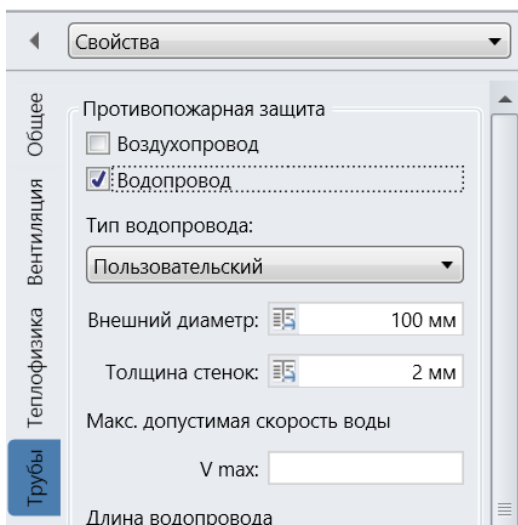 Свойства
Общее
Вентиляция
Теплофизика
Трубы
Противопожарная защита
Воздухопровод
Водопровод
Тип водопровода:
Пользовательский
Внешний диаметр: 100 мм
Толщина стенок: 2 мм
Макс. допустимая скорость воды
V max:
Длина водопровода